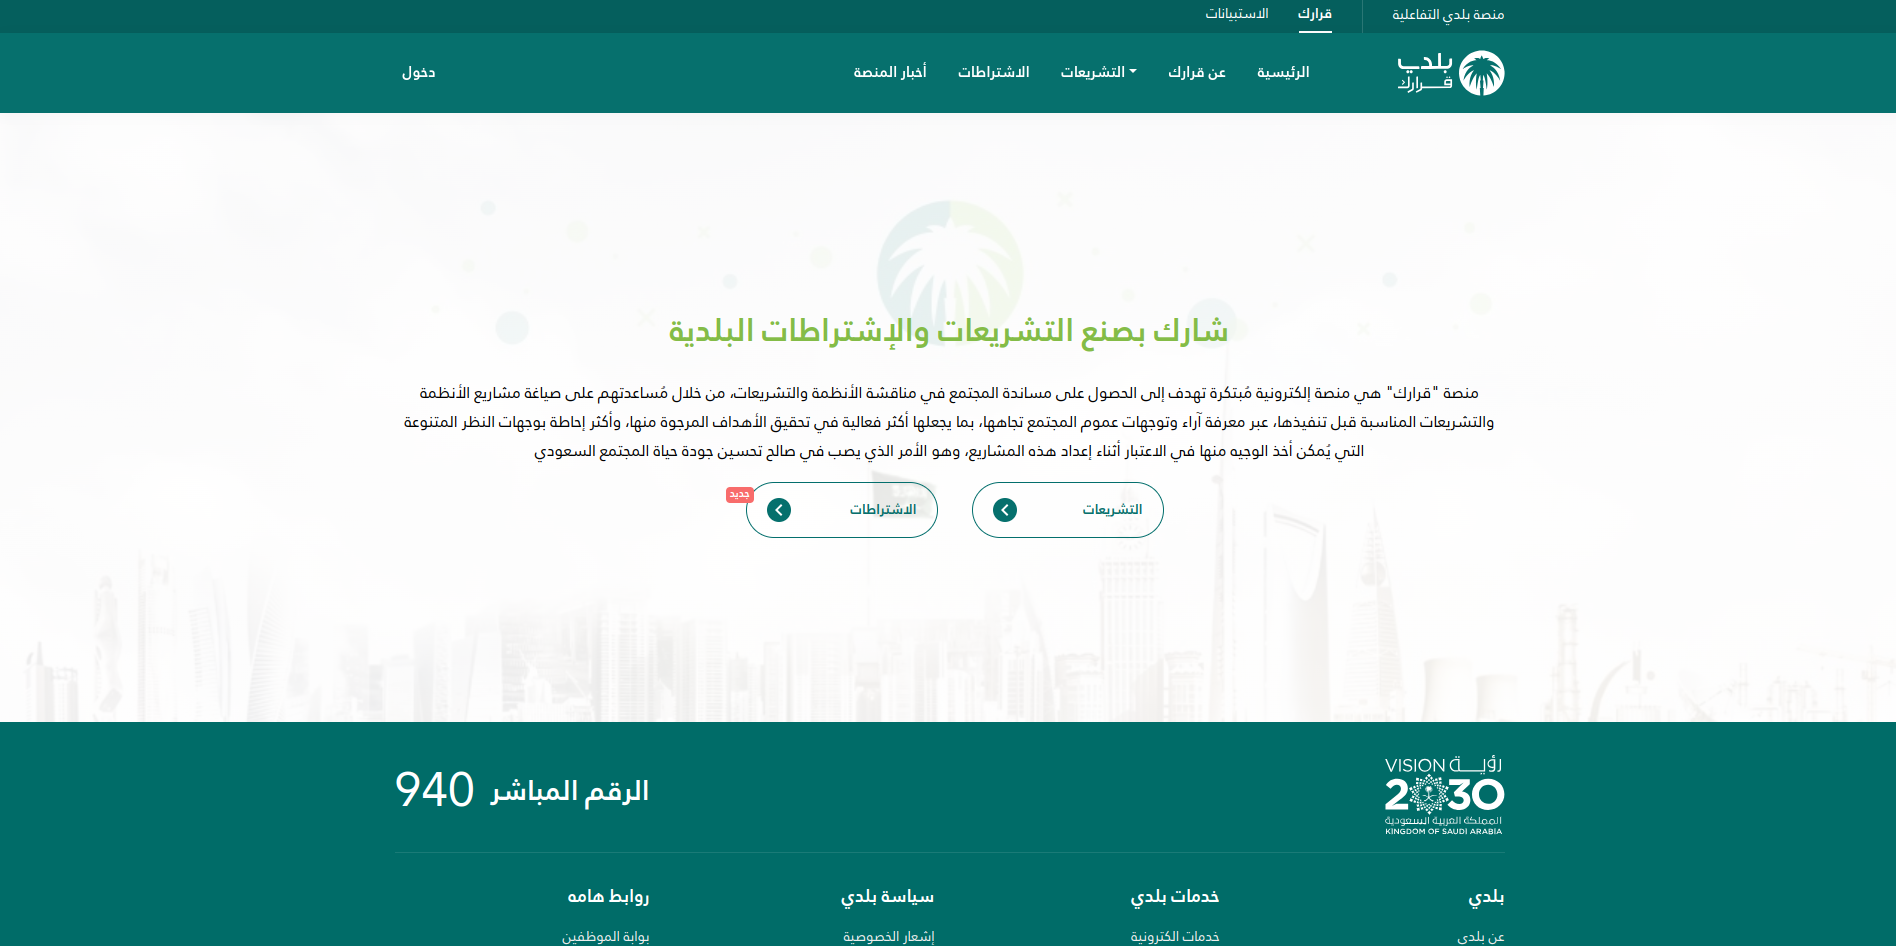 منصة بلدي التفاعلية
قرارك
الاستبيانات
بلدي
قرارك
الرئيسية
عن قرارك
التشريعات
الاشتراطات
أخبار المنصة
دخول
شارك بصنع التشريعات والإشتراطات البلدية
منصة "قرارك" هي منصة إلكترونية مُبتكرة تهدف إلى الحصول على مساندة المجتمع في مناقشة الأنظمة والتشريعات، من خلال مُساعدتهم على صياغة مشاريع الأنظمة
والتشريعات المناسبة قبل تنفيذها، عبر معرفة آراء وتوجهات عموم المجتمع تجاهها، بما يجعلها أكثر فعالية في تحقيق الأهداف المرجوة منها، وأكثر إحاطة بوجهات النظر المتنوعة
التي يُمكن أخذ الوجيه منها في الاعتبار أثناء إعداد هذه المشاريع، وهو الأمر الذي يصب في صالح تحسين جودة حياة المجتمع السعودي
التشريعات
الاشتراطات
جديد
VISION رؤيـــة
2030
المملكة العربية السعودية
KINGDOM OF SAUDI ARABIA
الرقم المباشر 940
بلدي
خدمات بلدي
سياسة بلدي
روابط هامه
عن بلدي
خدمات الكترونية
إشعار الخصوصية
بوابة الموظفين